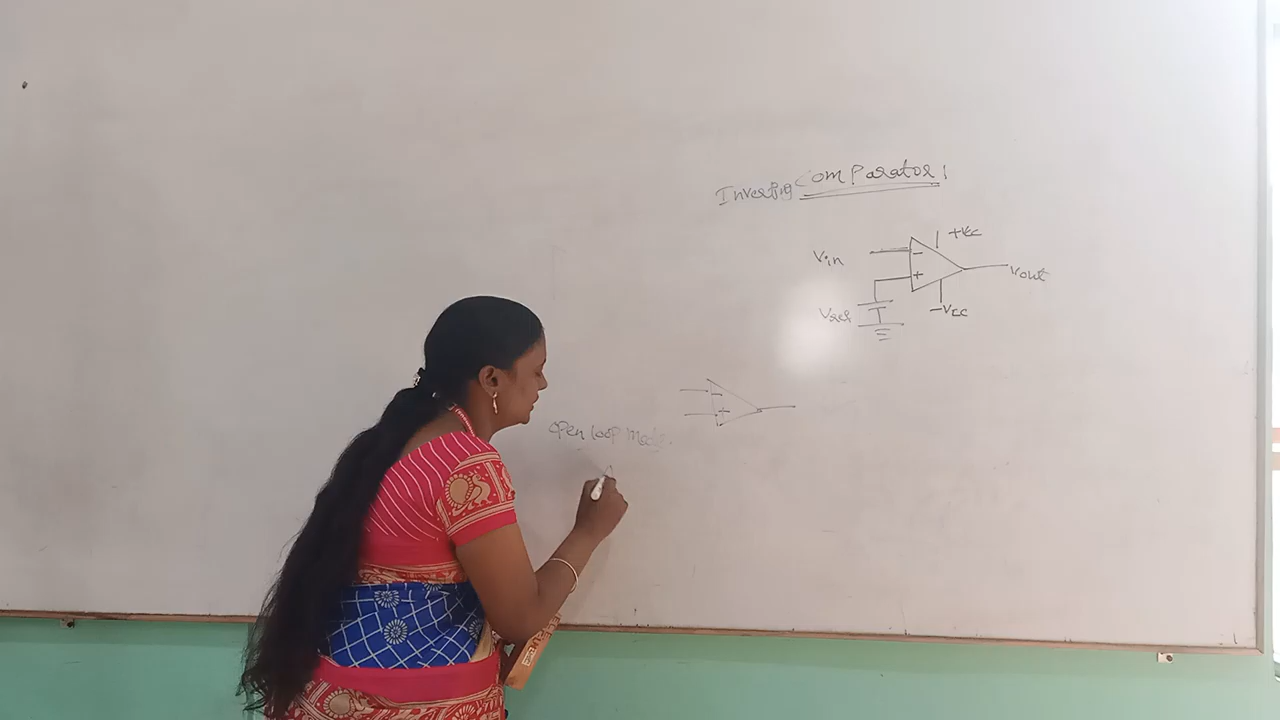 Inverting Comparator:
+Vcc
Vin
-
+
Vout
Vref
-Vcc
-
+
Open loop mode.